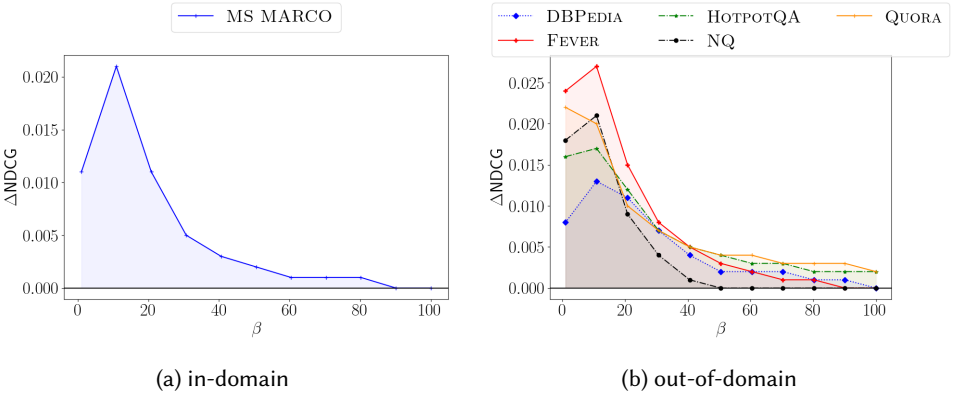 MS MARCO
0.020
0.015
0.010
0.005
0.000
ΔNDCG
0 20 40 60 80 100
β
(a) in-domain
DBPEDIA HOTPOTQA QUORA
FEVER NQ
0.025
0.020
0.015
0.010
0.005
0.000
ΔNDCG
0 20 40 60 80 100
β
(b) out-of-domain